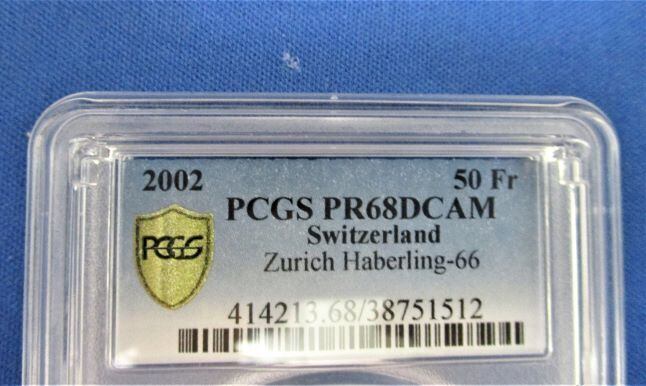 2002 50 Fr
PCGS PR68DCAM
Switzerland
PCGS Zurich Haberling-66
414213.68/38751512